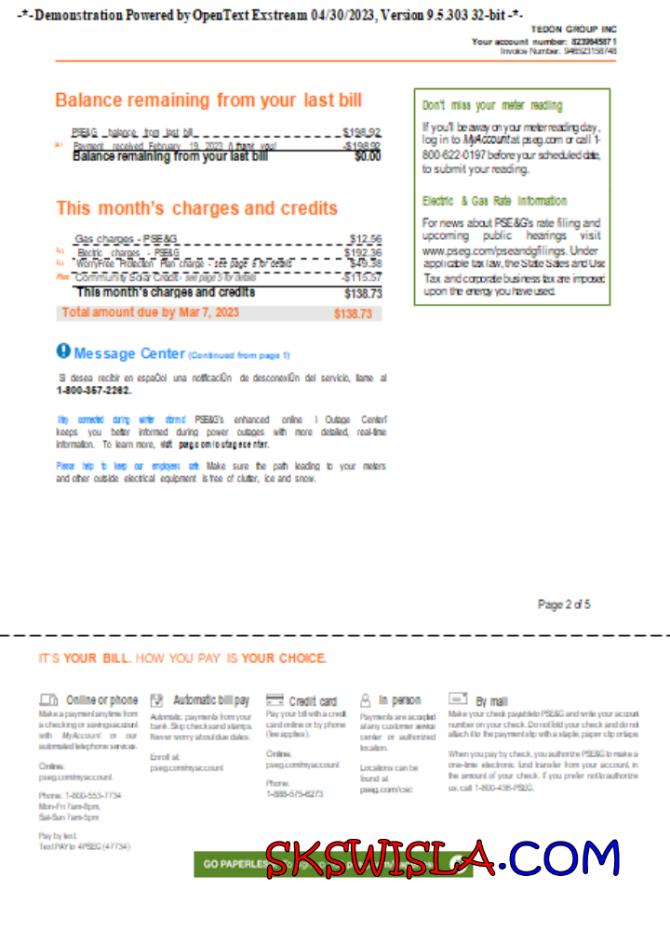 -*- Demonstration Powered by OpenText Exstream 04/30/2023, Version 9.5.303 32-bit -*-
TEDON GROUP INC
Your account number: 8239645871
Invoice Number: 946523158748
Balance remaining from your last bill
PSE&G balance from last bill $198.92
Payment received February 19, 2023 (thank you) -$198.92
Balance remaining from your last bill $0.00
This month's charges and credits
Gas charges - PSE&G $12.56
Electric charges - PSE&G $192.36
WorryFree Protection Plan charge - see page 5 for details $49.38
Plus Community Solar Credit - see page 5 for details -$115.57
This month's charges and credits $138.73
Total amount due by Mar 7, 2023 $138.73
Don't miss your meter reading
If you'll be away on your meter reading day,
log in to MyAccount at pseg.com or call 1-
800-622-0197 before your scheduled date,
to submit your reading.
Electric & Gas Rate Information
For news about PSE&G's rate filing and
upcoming public hearings visit
www.pseg.com/pseandgfilings. Under
applicable tax law, the State Sales and Use
Tax and corporate business tax are imposed
upon the energy you have used.
Message Center (Continued from page 1)
Si desea recibir en espaÒol una notificaciÛn de desconexiÛn del servicio, llame al
1-800-357-2262.
PSE&G's enhanced online Outage Center
keeps you better informed during power outages with more detailed, real-time
information. To learn more, visit pseg.com/outagecenter.
Please help to keep our employees safe. Make sure the path leading to your meters
and other outside electrical equipment is free of clutter, ice and snow.
Page 2 of 5
IT'S YOUR BILL. HOW YOU PAY IS YOUR CHOICE.
Online or phone
Make a payment anytime from
a checking or savings account
with MyAccount or our
automated telephone services.
Online:
pseg.com/myaccount
Phone: 1-800-553-7734
Mon-Fri 7am-8pm,
Sat-Sun 7am-5pm
Pay by text:
Text PAY to 4PSEG (47734)
Automatic bill pay
Automatic payments from your
bank. Skip checks and stamps.
Never worry about due dates.
Enroll at:
pseg.com/myaccount
Credit card
Pay your bill with a credit
card online or by phone
(fee applies).
Online:
pseg.com/myaccount
Phone:
1-888-575-6273
In person
Payments are accepted
at any customer service
center or authorized
location.
Locations can be
found at
pseg.com/csc
By mail
Make your check payable to PSE&G and write your account
number on your check. Do not fold your check and do not
attach it to the payment slip with a staple, paper clip or tape.
When you pay by check, you authorize PSE&G to make a
one-time electronic fund transfer from your account, in
the amount of your check. If you prefer not to authorize
us, call 1-800-436-PSEG.
GO PAPERLES
SKSWISLA.COM